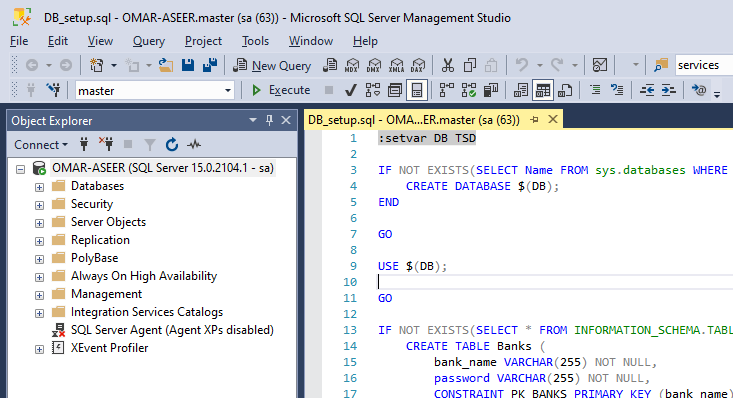 DB_setup.sql - OMAR-ASEER.master (sa (63)) - Microsoft SQL Server Management Studio
File Edit View Query Project Tools Window Help
New Query MDX DMX XMLA DAX services
master Execute
Object Explorer
DB_setup.sql - OMA...ER.master (sa (63))
Connect
OMAR-ASEER (SQL Server 15.0.2104.1 - sa)
Databases
Security
Server Objects
Replication
PolyBase
Always On High Availability
Management
Integration Services Catalogs
SQL Server Agent (Agent XPs disabled)
XEvent Profiler
1 :setvar DB TSD
2
3 IF NOT EXISTS(SELECT Name FROM sys.databases WHERE
4 CREATE DATABASE $(DB);
5 END
6
7 GO
8
9 USE $(DB);
10
11 GO
12
13 IF NOT EXISTS(SELECT * FROM INFORMATION_SCHEMA.TABL
14 CREATE TABLE Banks (
15 bank_name VARCHAR(255) NOT NULL,
16 password VARCHAR(255) NOT NULL,
17 CONSTRAINT PK_BANKS PRIMARY KEY (bank_name)